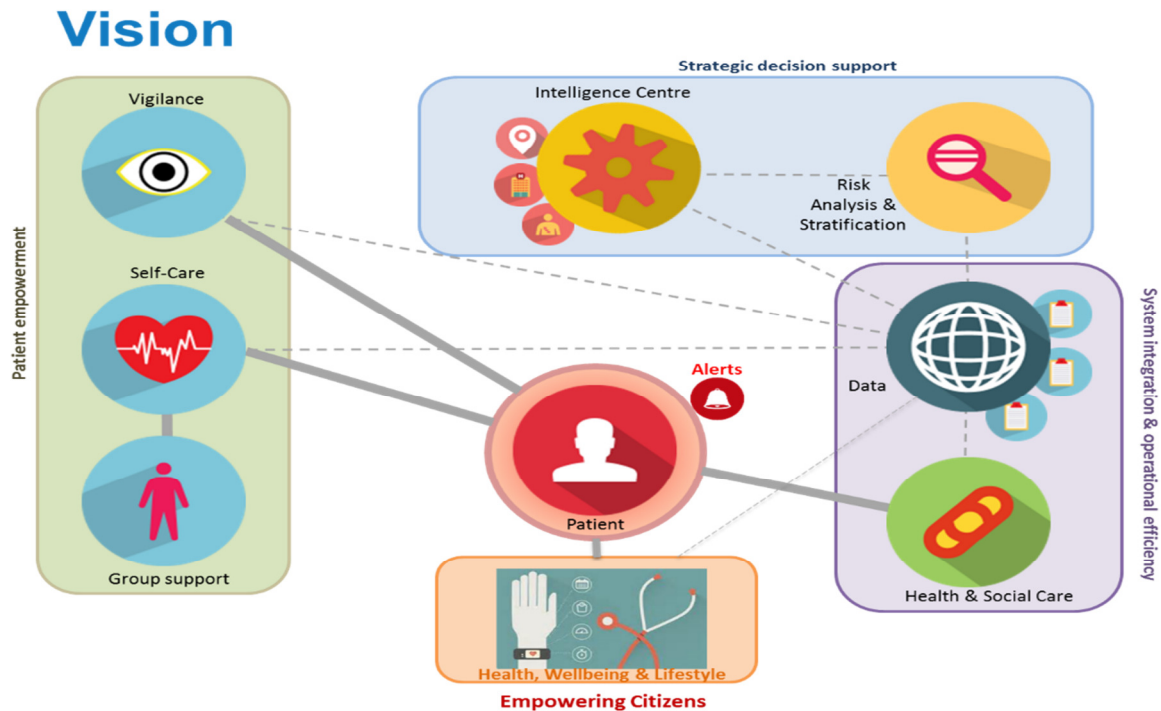 Vision
Strategic decision support
Vigilance
Intelligence Centre
Risk
Analysis &
Stratification
Patient empowerment
Self-Care
System integration & operational efficiency
Alerts
Data
Patient
Group support
Health & Social Care
Health, Wellbeing & Lifestyle
Empowering Citizens